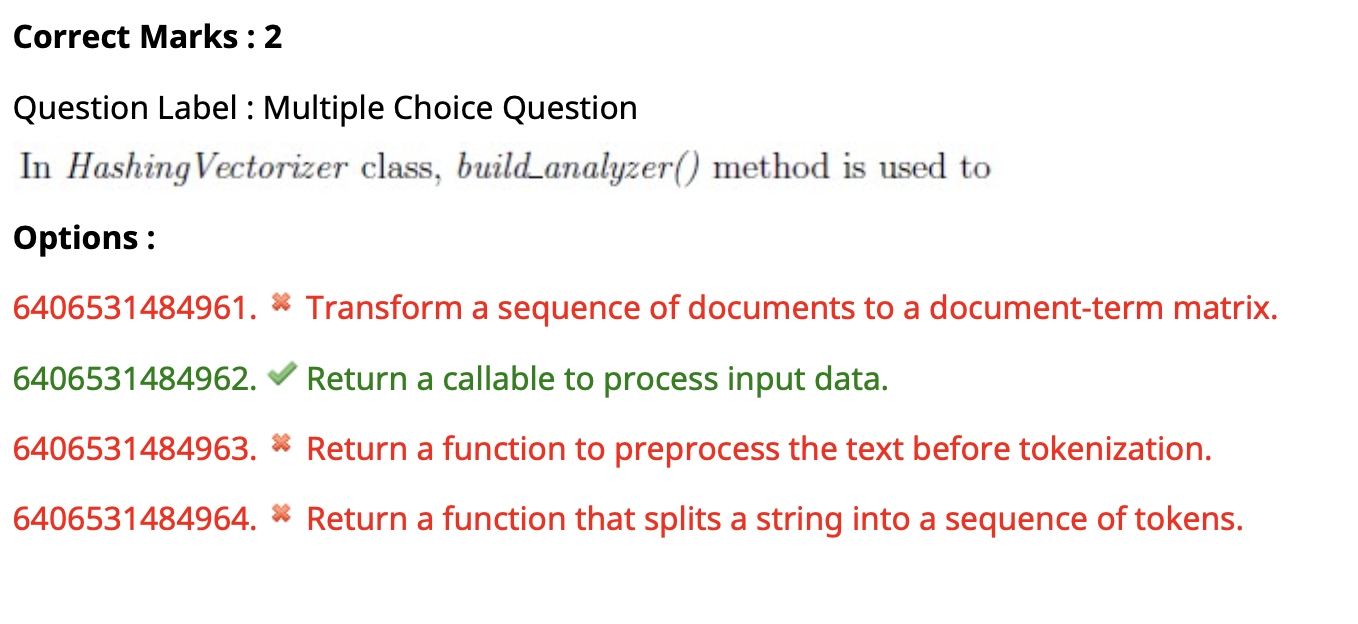 Correct Marks : 2
Question Label : Multiple Choice Question
In HashingVectorizer class, build_analyzer() method is used to
Options :
6406531484961. ✖ Transform a sequence of documents to a document-term matrix.
6406531484962. ✔ Return a callable to process input data.
6406531484963. ✖ Return a function to preprocess the text before tokenization.
6406531484964. ✖ Return a function that splits a string into a sequence of tokens.